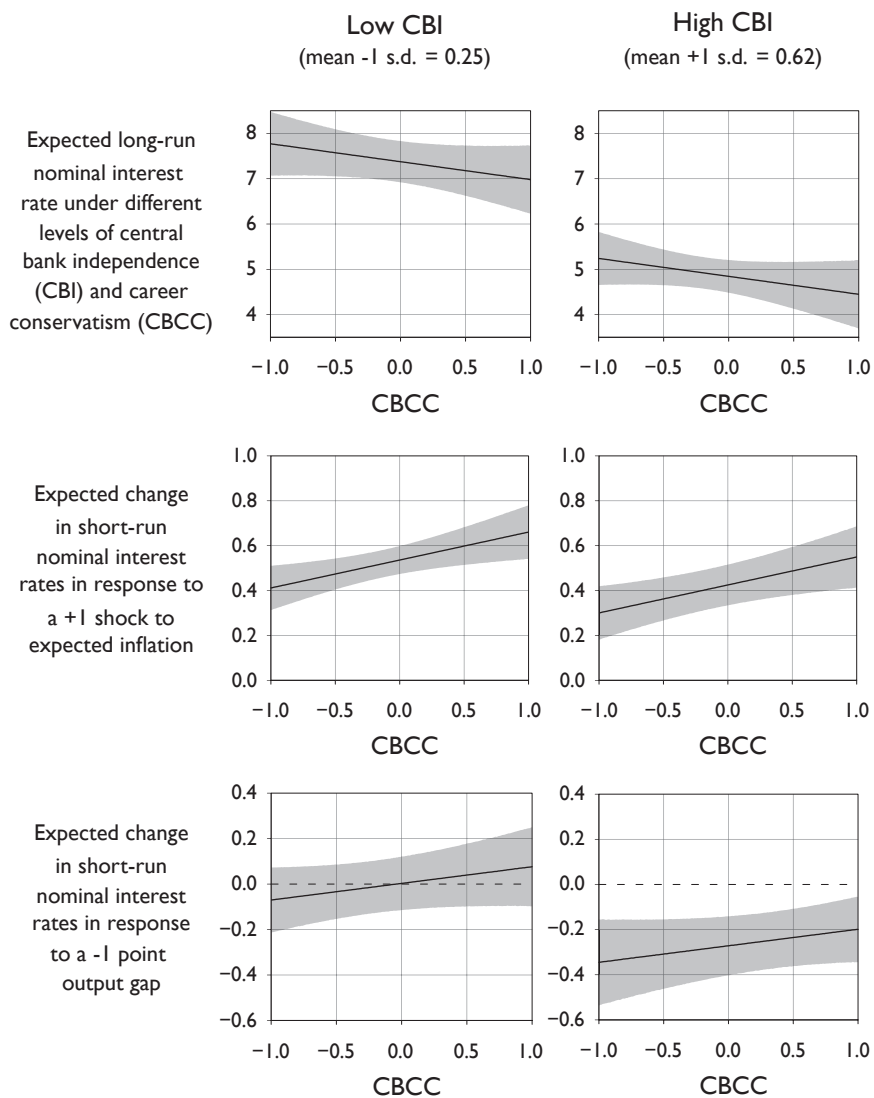 Low CBI
(mean -1 s.d. = 0.25)
High CBI
(mean +1 s.d. = 0.62)
Expected long-run
nominal interest
rate under different
levels of central
bank independence
(CBI) and career
conservatism (CBCC)
8
7
6
5
4
−1.0 −0.5 0.0 0.5 1.0
CBCC
8
7
6
5
4
−1.0 −0.5 0.0 0.5 1.0
CBCC
Expected change
in short-run
nominal interest
rates in response to
a +1 shock to
expected inflation
1.0
0.8
0.6
0.4
0.2
0.0
−1.0 −0.5 0.0 0.5 1.0
CBCC
1.0
0.8
0.6
0.4
0.2
0.0
−1.0 −0.5 0.0 0.5 1.0
CBCC
Expected change
in short-run
nominal interest
rates in response
to a -1 point
output gap
0.4
0.2
0.0
−0.2
−0.4
−0.6
−1.0 −0.5 0.0 0.5 1.0
CBCC
0.4
0.2
0.0
−0.2
−0.4
−0.6
−1.0 −0.5 0.0 0.5 1.0
CBCC